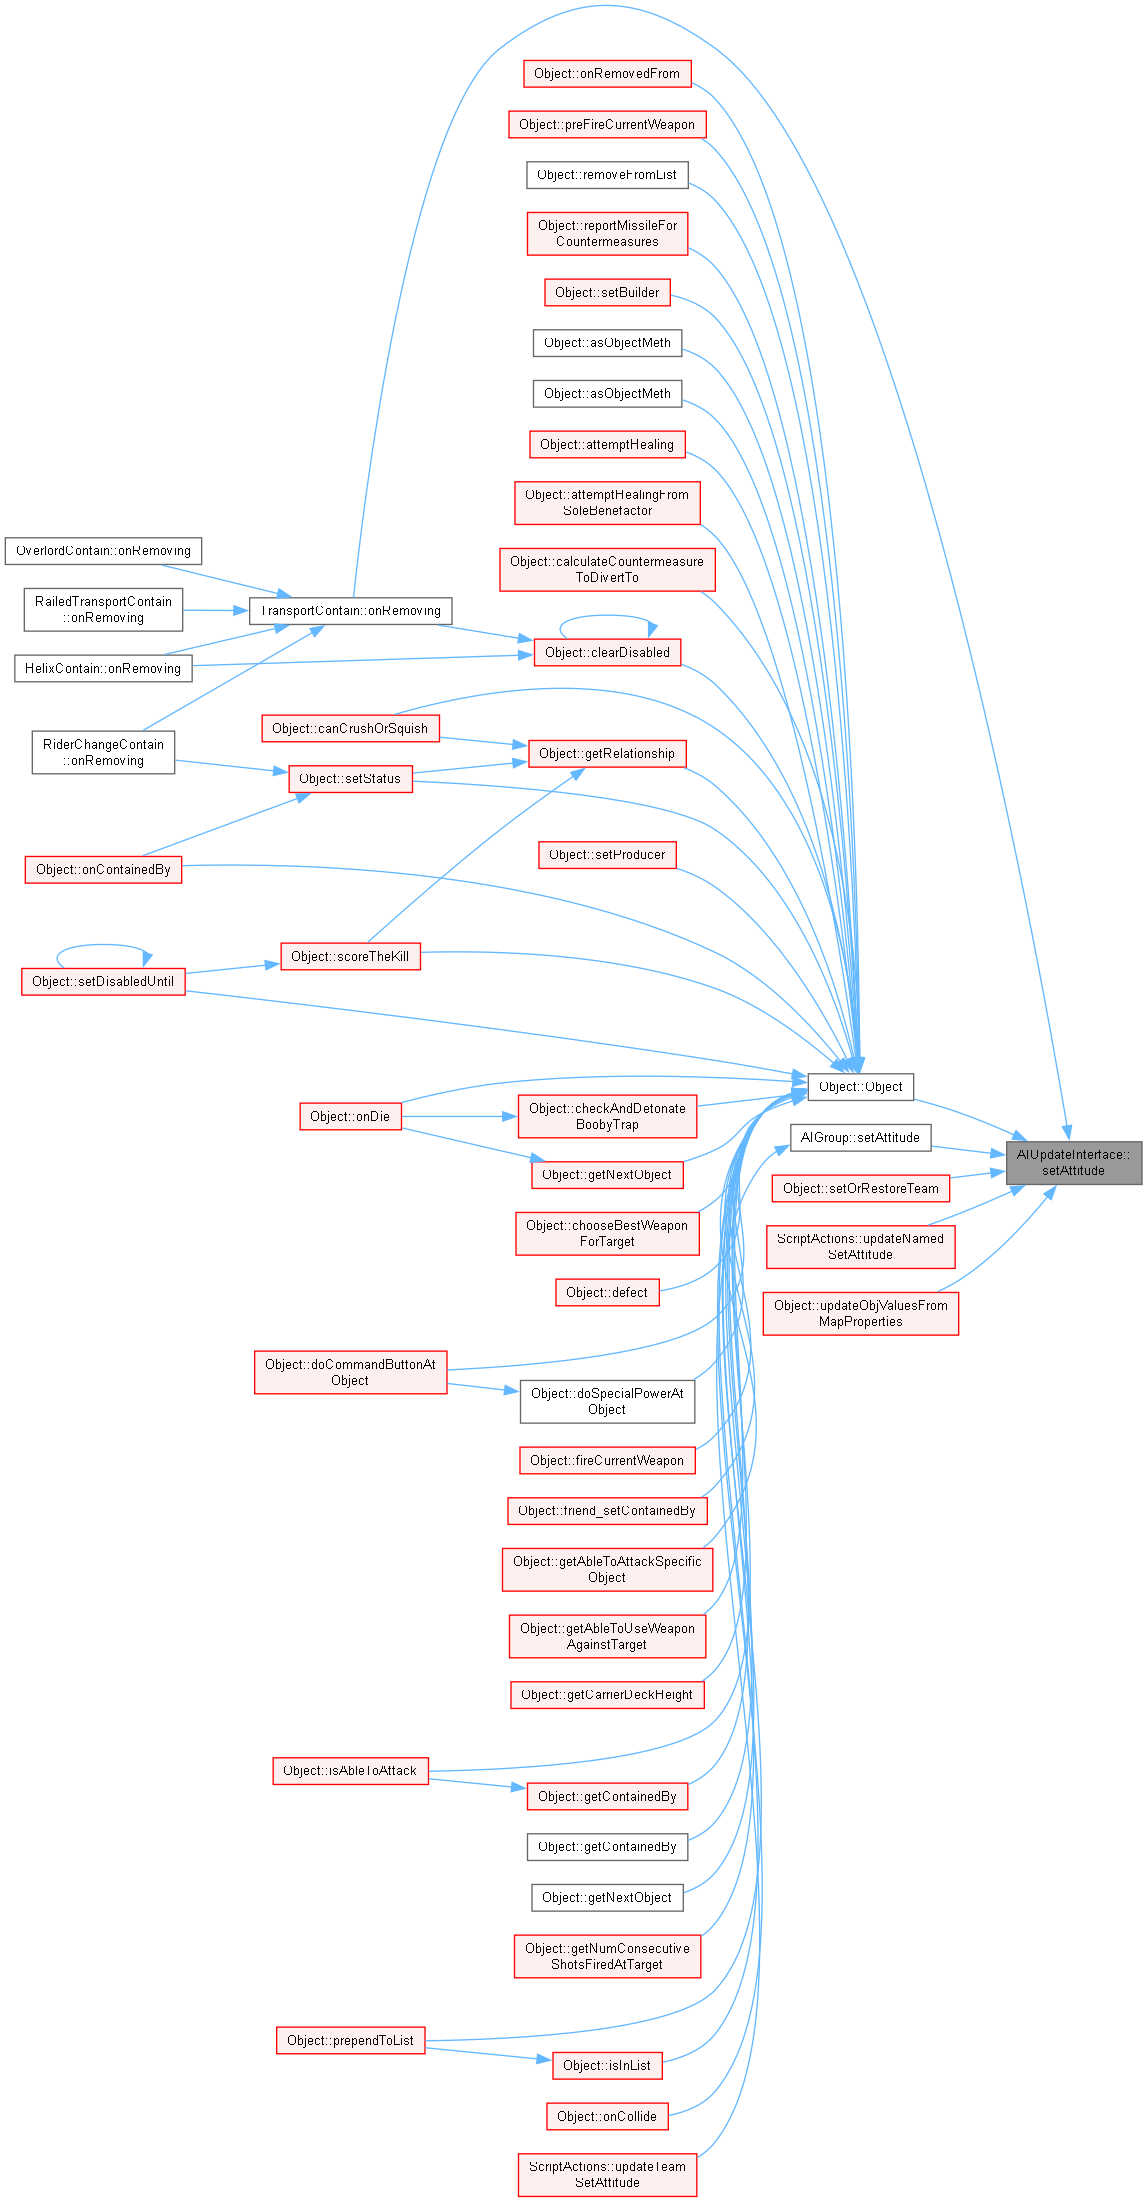 Object::onRemovedFrom
Object::preFireCurrentWeapon
Object::removeFromList
Object::reportMissileFor
Countermeasures
Object::setBuilder
Object::asObjectMeth
Object::asObjectMeth
Object::attemptHealing
Object::attemptHealingFrom
SoleBenefactor
Object::calculateCountermeasure
ToDivertTo
OverlordContain::onRemoving
RailedTransportContain
::onRemoving
TransportContain::onRemoving
HelixContain::onRemoving
Object::clearDisabled
Object::canCrushOrSquish
RiderChangeContain
::onRemoving
Object::getRelationship
Object::setStatus
Object::setProducer
Object::onContainedBy
Object::scoreTheKill
Object::setDisabledUntil
Object::Object
Object::onDie
Object::checkAndDetonate
BoobyTrap
AIGroup::setAttitude
AIUpdateInterface::
setAttitude
Object::getNextObject
Object::setOrRestoreTeam
Object::chooseBestWeapon
ForTarget
ScriptActions::updateNamed
SetAttitude
Object::defect
Object::updateObjValuesFrom
MapProperties
Object::doCommandButtonAt
Object
Object::doSpecialPowerAt
Object
Object::fireCurrentWeapon
Object::friend_setContainedBy
Object::getAbleToAttackSpecific
Object
Object::getAbleToUseWeapon
AgainstTarget
Object::getCarrierDeckHeight
Object::isAbleToAttack
Object::getContainedBy
Object::getContainedBy
Object::getNextObject
Object::getNumConsecutive
ShotsFiredAtTarget
Object::prependToList
Object::isInList
Object::onCollide
ScriptActions::updateTeam
SetAttitude